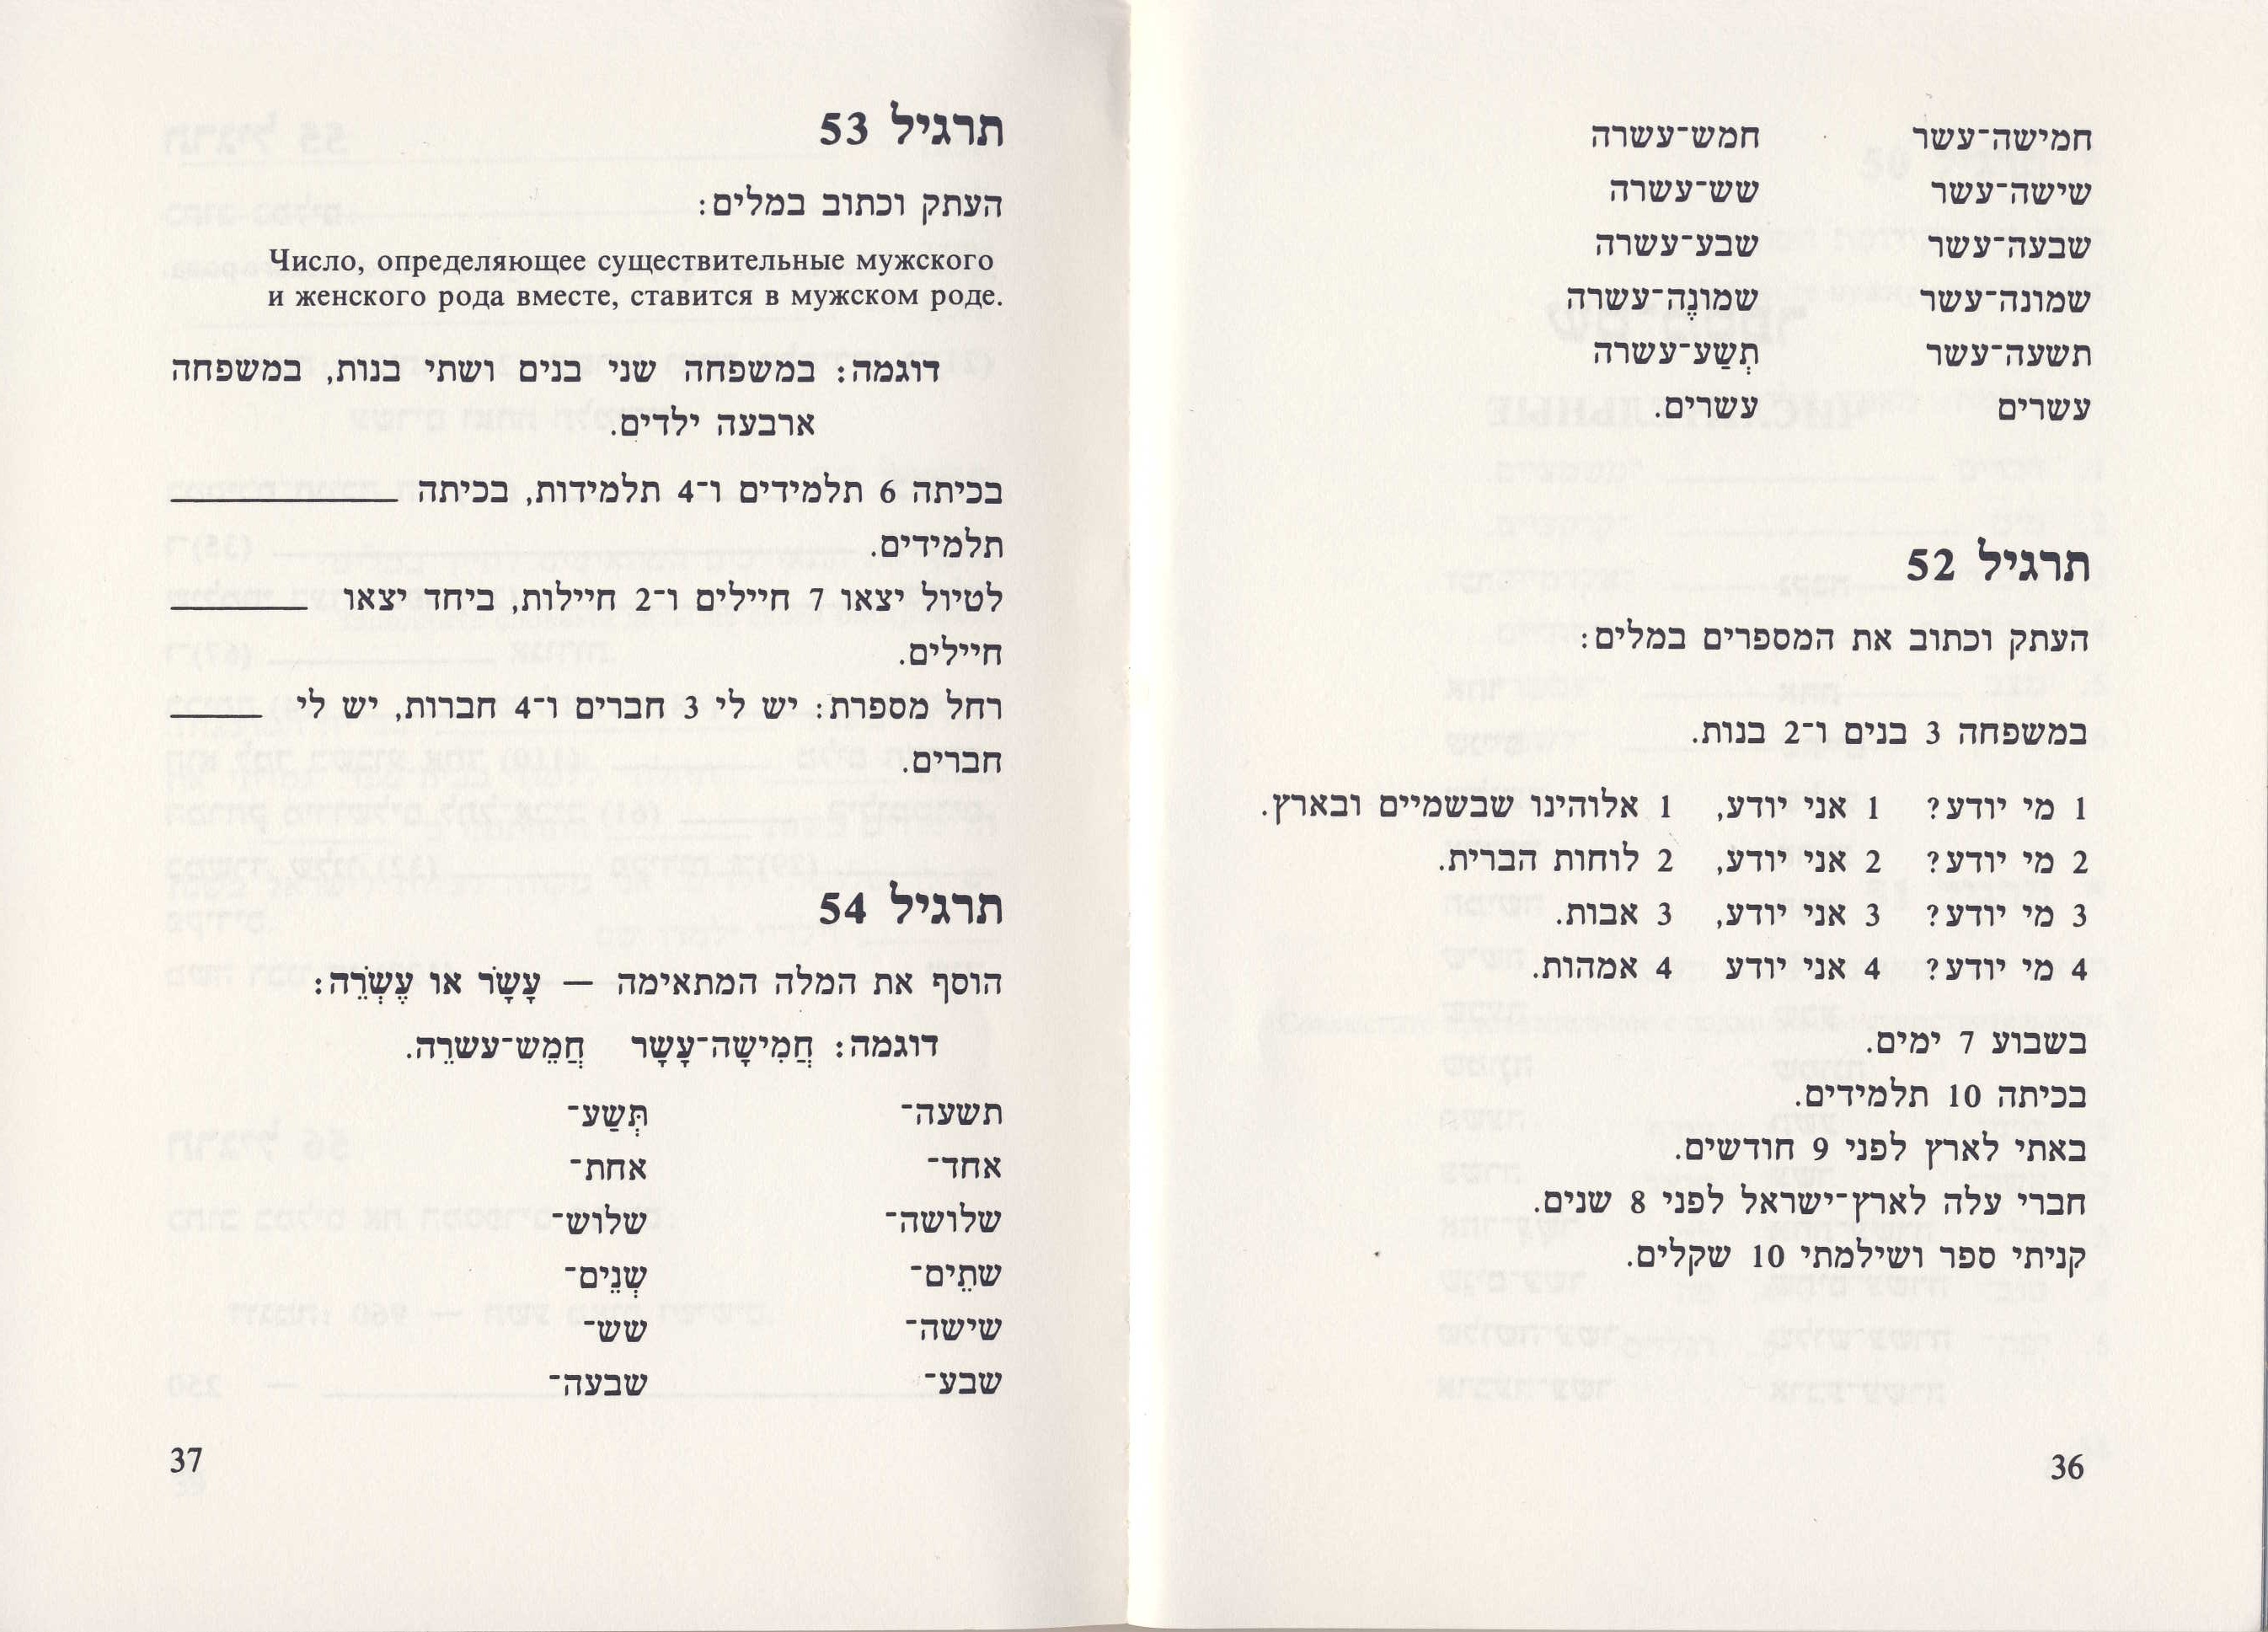 חמישה־עשר חמש־עשרה
שישה־עשר שש־עשרה
שבעה־עשר שבע־עשרה
שמונה־עשר שמונֶה־עשרה
תשעה־עשר תְשַע־עשרה
עשרים עשרים.
תרגיל 52
העתק וכתוב את המספרים במלים:
במשפחה 3 בנים ו־2 בנות.
1 מי יודע? 1 אני יודע, 1 אלוהינו שבשמיים ובארץ.
2 מי יודע? 2 אני יודע, 2 לוחות הברית.
3 מי יודע? 3 אני יודע, 3 אבות.
4 מי יודע? 4 אני יודע 4 אמהות.
בשבוע 7 ימים.
בכיתה 10 תלמידים.
באתי לארץ לפני 9 חודשים.
חברי עלה לארץ־ישראל לפני 8 שנים.
קניתי ספר ושילמתי 10 שקלים.
36
תרגיל 53
העתק וכתוב במלים:
Число, определяющее существительные мужского
и женского рода вместе, ставится в мужском роде.
דוגמה: במשפחה שני בנים ושתי בנות, במשפחה
ארבעה ילדים.
בכיתה 6 תלמידים ו־4 תלמידות, בכיתה ________
תלמידים.
לטיול יצאו 7 חיילים ו־2 חיילות, ביחד יצאו ________
חיילים.
רחל מספרת: יש לי 3 חברים ו־4 חברות, יש לי ________
חברים.
תרגיל 54
הוסף את המלה המתאימה — עָשָׂר או עֶשְׂרֵה:
דוגמה: חֲמִישָה־עָשָר חֲמֵש־עשרֵה.
תשעה־ תְּשַע־
אחד־ אחת־
שלושה־ שלוש־
שתֵים־ שְנֵים־
שישה־ שש־
שבע־ שבעה־
37